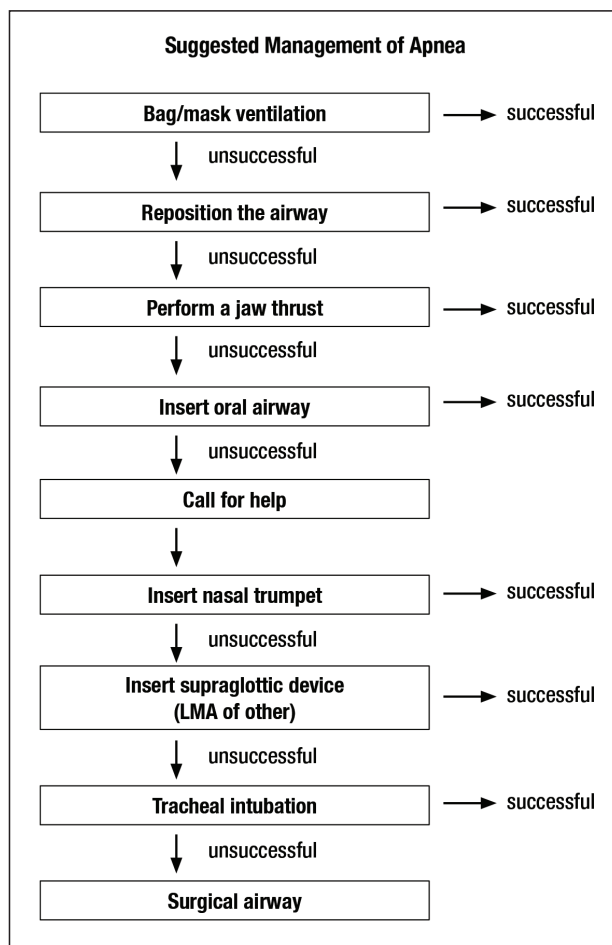 Suggested Management of Apnea
Bag/mask ventilation
successful
unsuccessful
Reposition the airway
successful
unsuccessful
Perform a jaw thrust
successful
unsuccessful
Insert oral airway
successful
unsuccessful
Call for help
Insert nasal trumpet
successful
unsuccessful
Insert supraglottic device
(LMA of other)
successful
unsuccessful
Tracheal intubation
successful
unsuccessful
Surgical airway